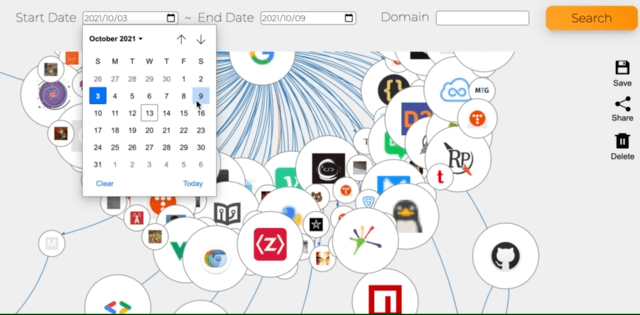 Start Date 2021/10/03 ~ End Date 2021/10/09 Domain Search
October 2021
S M T W T F S
26 27 28 29 30 1 2
3 4 5 6 7 8 9
10 11 12 13 14 15 16
17 18 19 20 21 22 23
24 25 26 27 28 29 30
31 1 2 3 4 5 6
Clear Today
Save
Share
Delete
MTG
RP
t
M
z
n